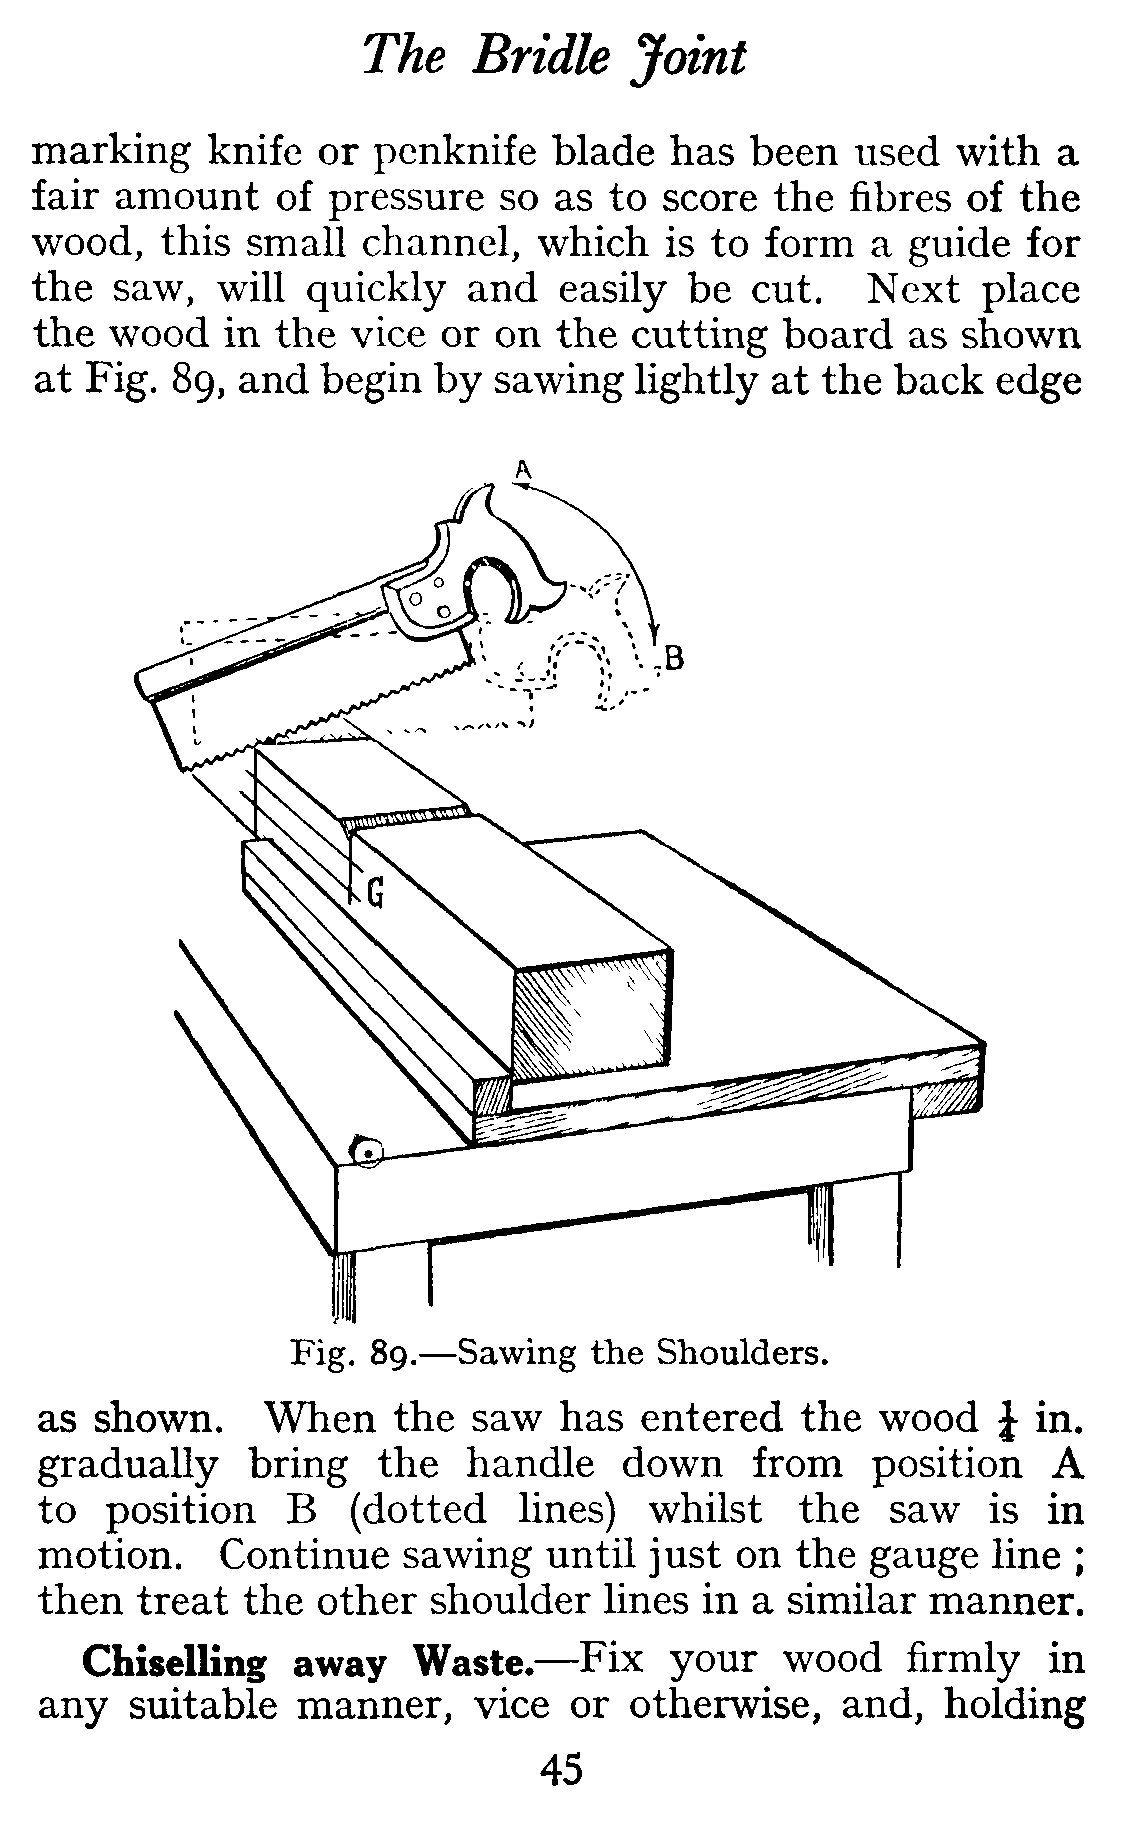 The Bridle Joint
marking knife or penknife blade has been used with a
fair amount of pressure so as to score the fibres of the
wood, this small channel, which is to form a guide for
the saw, will quickly and easily be cut. Next place
the wood in the vice or on the cutting board as shown
at Fig. 89, and begin by sawing lightly at the back edge
A
B
G
Fig. 89.—Sawing the Shoulders.
as shown. When the saw has entered the wood ¼ in.
gradually bring the handle down from position A
to position B (dotted lines) whilst the saw is in
motion. Continue sawing until just on the gauge line ;
then treat the other shoulder lines in a similar manner.
Chiselling away Waste.—Fix your wood firmly in
any suitable manner, vice or otherwise, and, holding
45